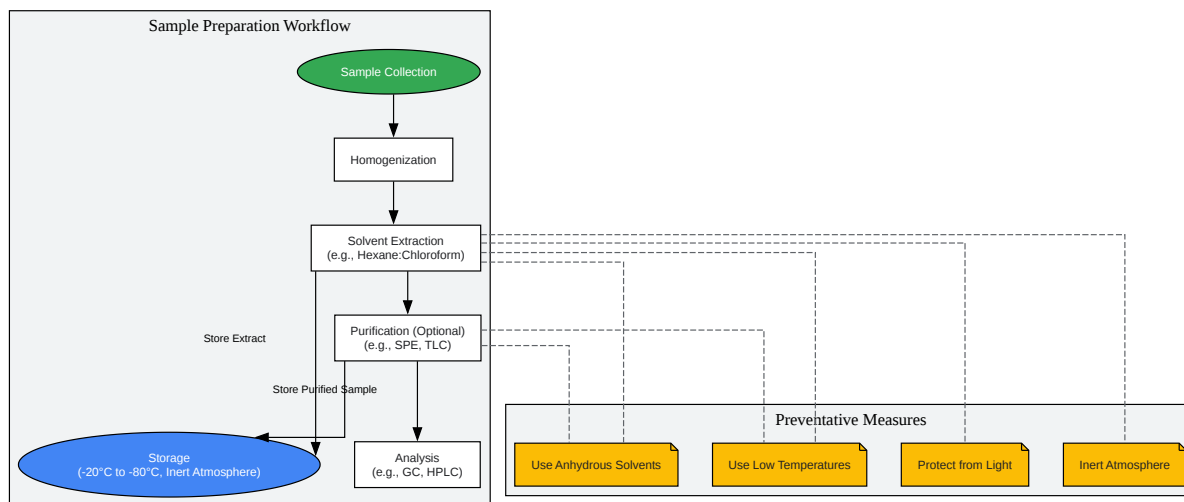 Sample Preparation Workflow
Sample Collection
Homogenization
Solvent Extraction
(e.g., Hexane:Chloroform)
Purification (Optional)
(e.g., SPE, TLC)
Store Extract
Store Purified Sample
Storage
(-20°C to -80°C, Inert Atmosphere)
Analysis
(e.g., GC, HPLC)
Preventative Measures
Use Anhydrous Solvents
Use Low Temperatures
Protect from Light
Inert Atmosphere